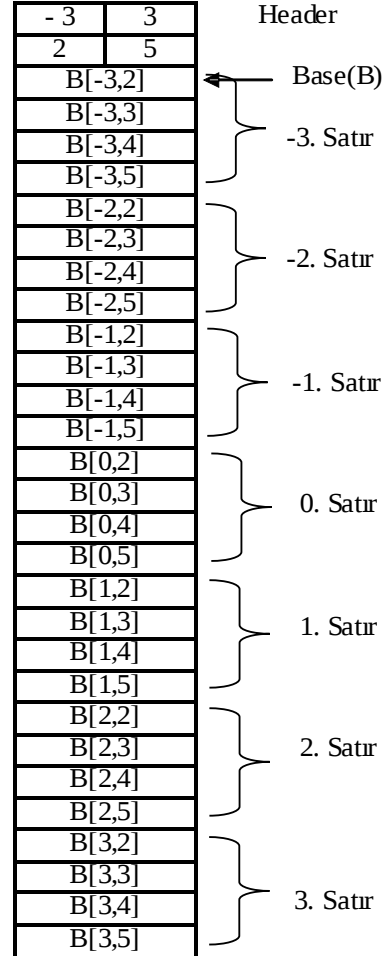 - 3 3 Header
2 5
B[-3,2] Base(B)
B[-3,3]
B[-3,4] -3. Satır
B[-3,5]
B[-2,2]
B[-2,3]
B[-2,4] -2. Satır
B[-2,5]
B[-1,2]
B[-1,3]
B[-1,4] -1. Satır
B[-1,5]
B[0,2]
B[0,3]
B[0,4] 0. Satır
B[0,5]
B[1,2]
B[1,3] 1. Satır
B[1,4]
B[1,5]
B[2,2]
B[2,3] 2. Satır
B[2,4]
B[2,5]
B[3,2]
B[3,3]
B[3,4] 3. Satır
B[3,5]